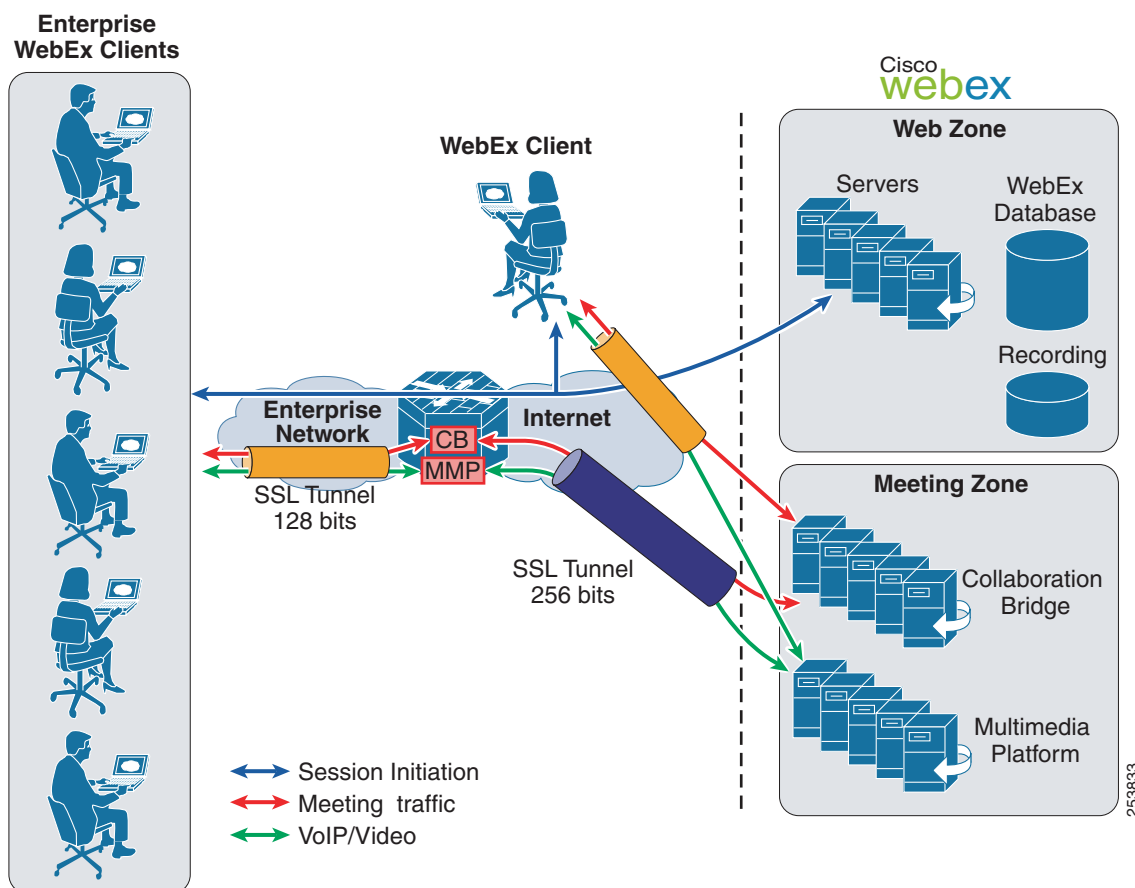 Enterprise
WebEx Clients
Cisco
webex
Web Zone
WebEx Client
Servers
WebEx
Database
Recording
Enterprise
Network
Internet
CB
MMP
SSL Tunnel
128 bits
SSL Tunnel
256 bits
Meeting Zone
Collaboration
Bridge
Multimedia
Platform
Session Initiation
Meeting traffic
VoIP/Video
253833